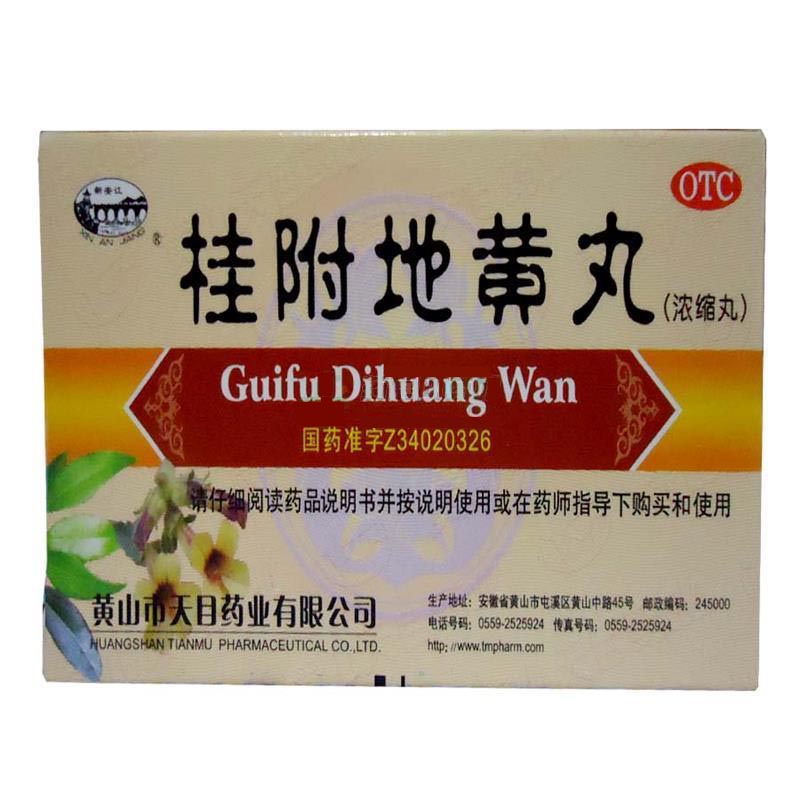 新安江
XIN AN JIANG
®
OTC
桂附地黄丸
(浓缩丸)
Guifu Dihuang Wan
国药准字Z34020326
请仔细阅读药品说明书并按说明使用或在药师指导下购买和使用
黄山市天目药业有限公司
HUANGSHAN TIANMU PHARMACEUTICAL CO.,LTD.
生产地址: 安徽省黄山市屯溪区黄山中路45号 邮政编码: 245000
电话号码: 0559-2525924 传真号码: 0559-2525924
http: //www.tmpharm.com